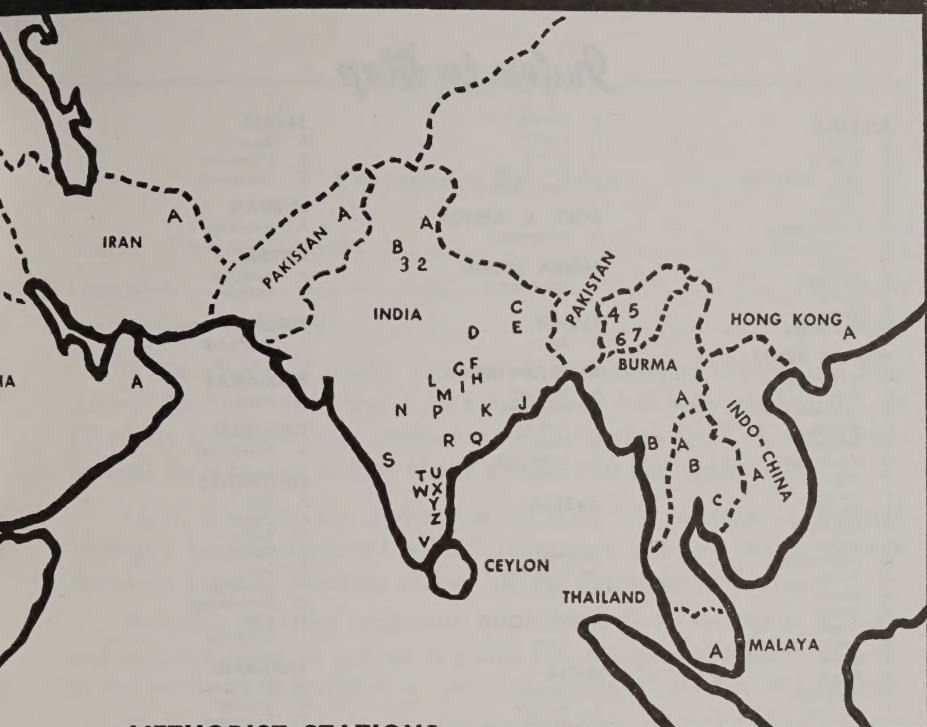 IRAN
A
PAKISTAN
A
A
B
3 2
INDIA
C
E
D
PAKISTAN
4 5
6 7
BURMA
HONG KONG
A
A
F
G
H
I
L
M
N
P
K
J
R
Q
S
T
U
W
X
Y
Z
V
CEYLON
A
B
A
B
C
INDO-CHINA
A
THAILAND
MALAYA
A
METHODIST STATIONS